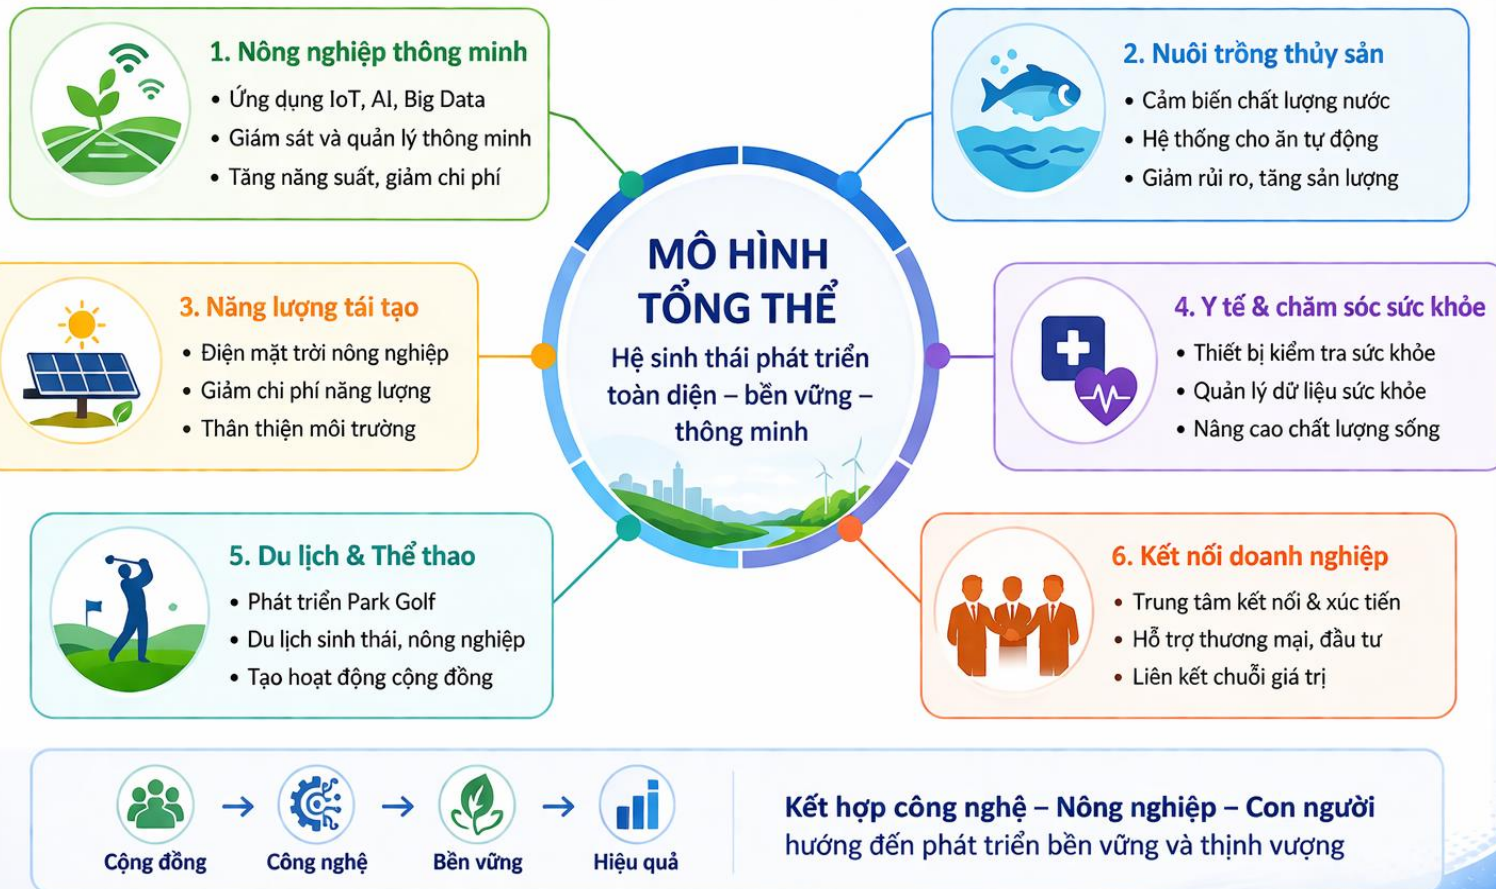 1. Nông nghiệp thông minh
• Ứng dụng IoT, AI, Big Data
• Giám sát và quản lý thông minh
• Tăng năng suất, giảm chi phí
2. Nuôi trồng thủy sản
• Cảm biến chất lượng nước
• Hệ thống cho ăn tự động
• Giảm rủi ro, tăng sản lượng
MÔ HÌNH
TỔNG THỂ
Hệ sinh thái phát triển
toàn diện – bền vững –
thông minh
3. Năng lượng tái tạo
• Điện mặt trời nông nghiệp
• Giảm chi phí năng lượng
• Thân thiện môi trường
4. Y tế & chăm sóc sức khỏe
• Thiết bị kiểm tra sức khỏe
• Quản lý dữ liệu sức khỏe
• Nâng cao chất lượng sống
5. Du lịch & Thể thao
• Phát triển Park Golf
• Du lịch sinh thái, nông nghiệp
• Tạo hoạt động cộng đồng
6. Kết nối doanh nghiệp
• Trung tâm kết nối & xúc tiến
• Hỗ trợ thương mại, đầu tư
• Liên kết chuỗi giá trị
Cộng đồng → Công nghệ → Bền vững → Hiệu quả
Kết hợp công nghệ – Nông nghiệp – Con người
hướng đến phát triển bền vững và thịnh vượng